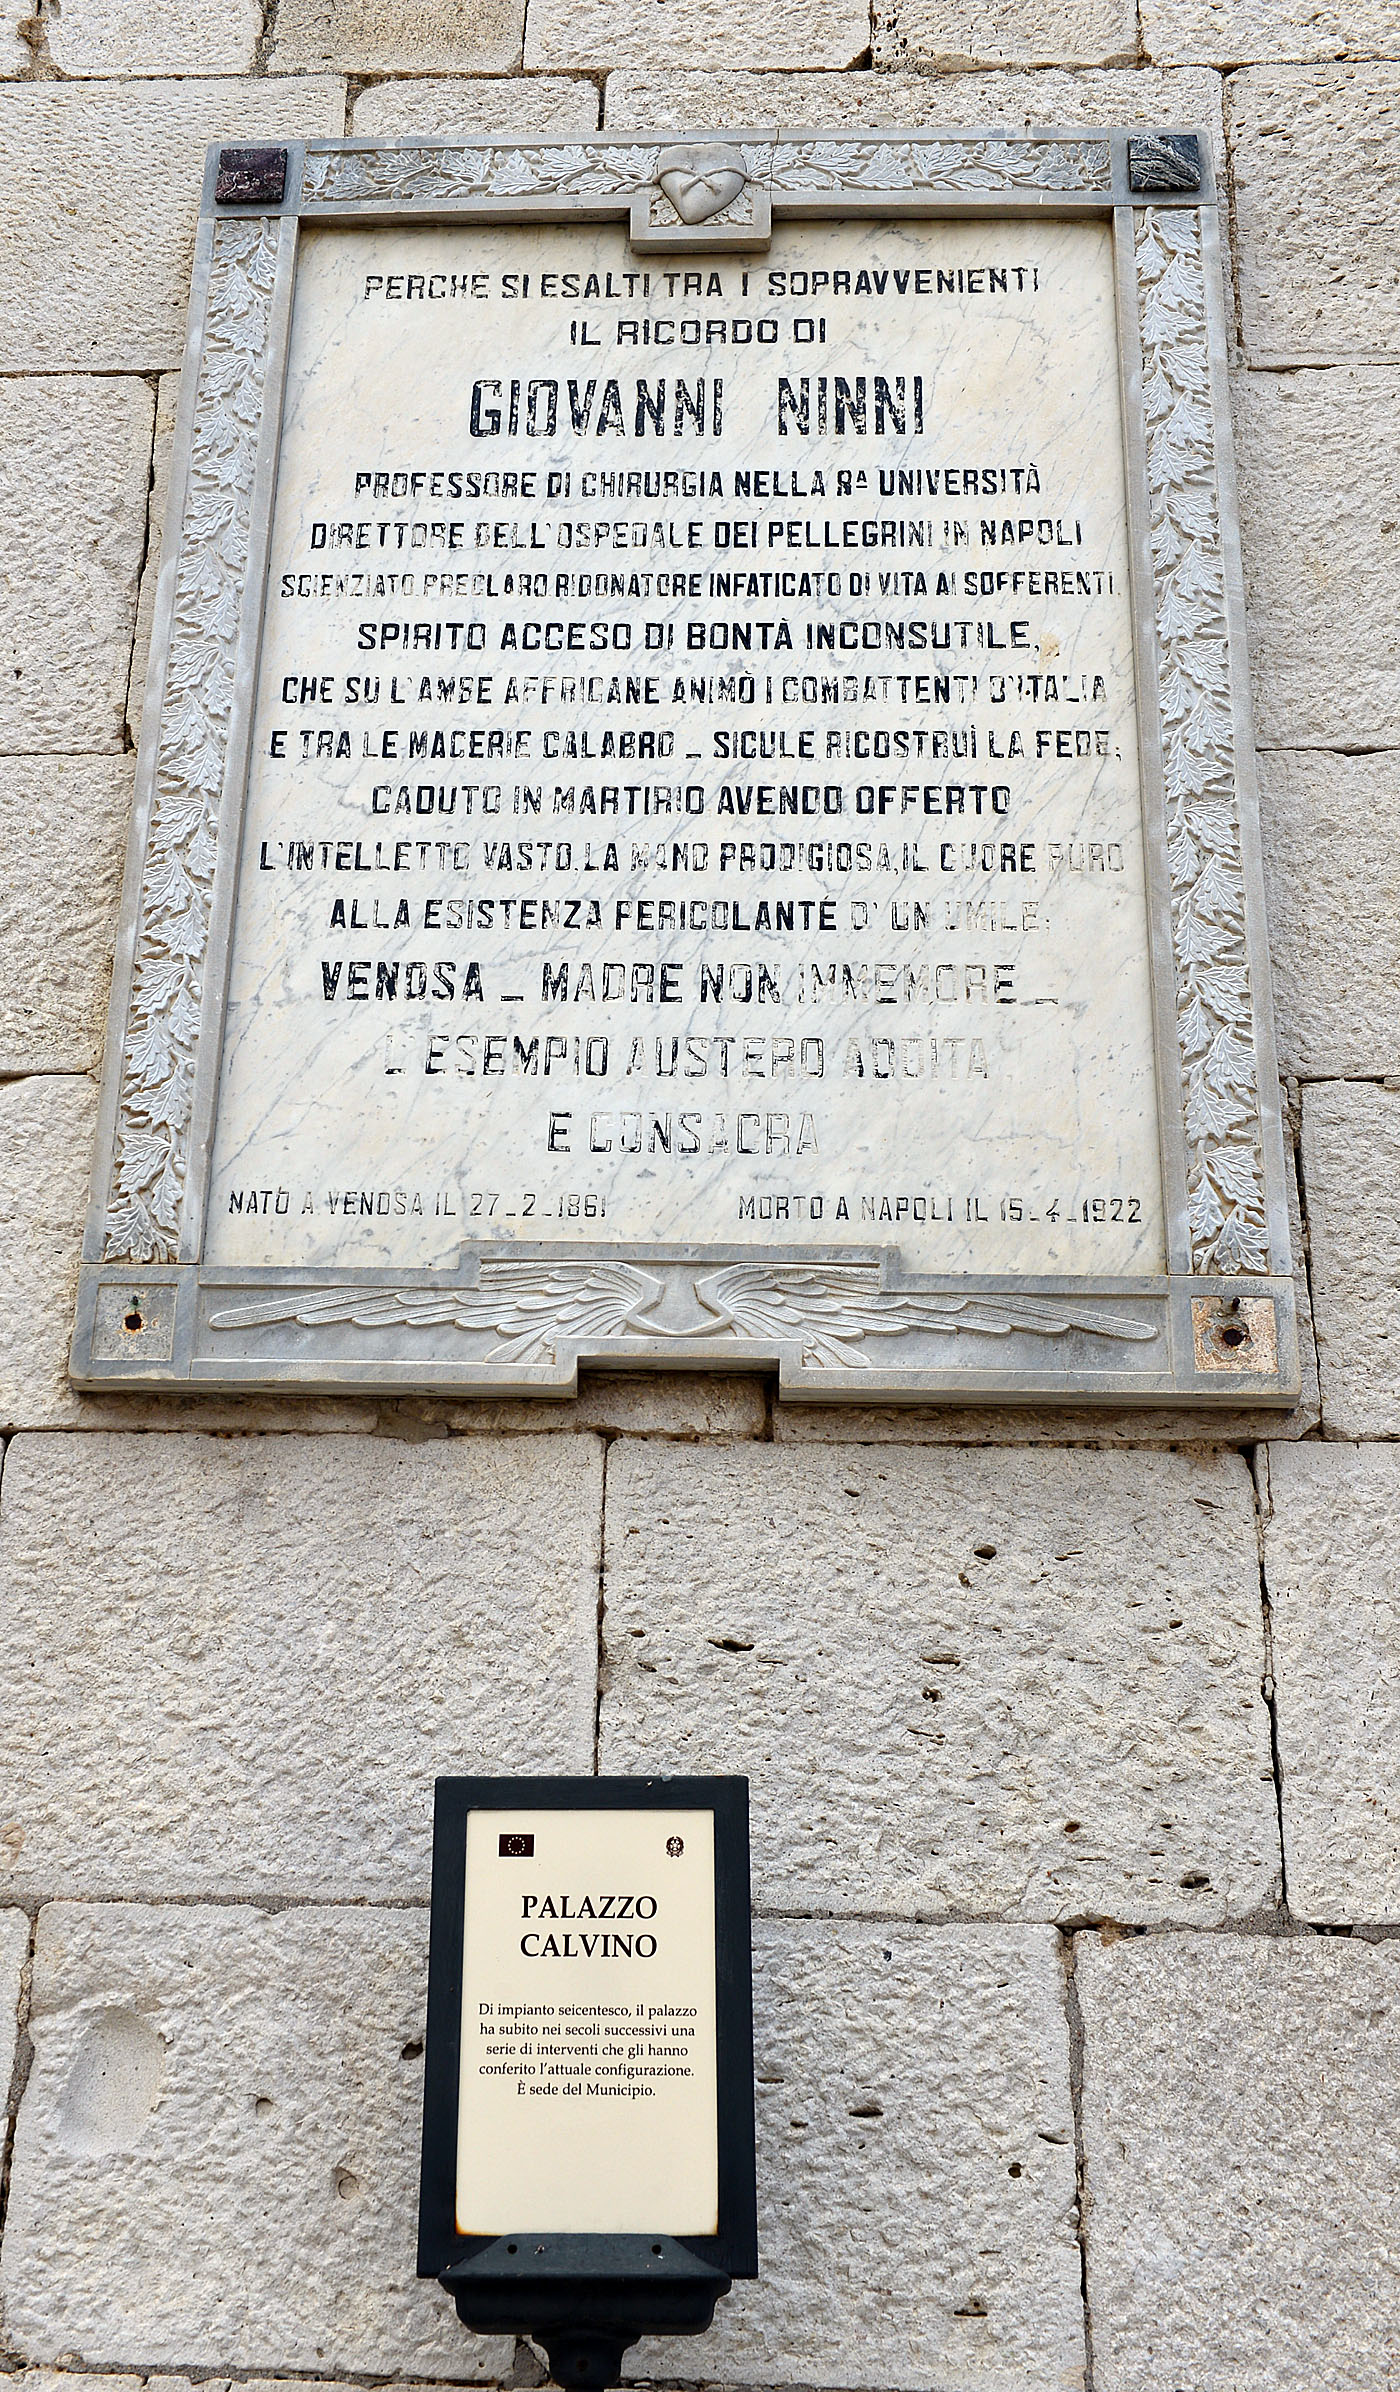 PERCHE SI ESALTI TRA I SOPRAVVENIENTI
IL RICORDO DI
GIOVANNI NINNI
PROFESSORE DI CHIRURGIA NELLA Rª UNIVERSITÀ
DIRETTORE DELL'OSPEDALE DEI PELLEGRINI IN NAPOLI
SCIENZIATO PRECLARO RIDONATORE INFATICATO DI VITA AI SOFFERENTI
SPIRITO ACCESO DI BONTÀ INCONSUTILE,
CHE SU L'AMBE AFFRICANE ANIMÒ I COMBATTENTI D'ITALIA
E TRA LE MACERIE CALABRO _ SICULE RICOSTRUÌ LA FEDE,
CADUTO IN MARTIRIO AVENDO OFFERTO
L'INTELLETTO VASTO, LA MANO PRODIGIOSA, IL CUORE PURO
ALLA ESISTENZA PERICOLANTE D' UN UMILE,
VENOSA _ MADRE NON IMMEMORE _
L'ESEMPIO AUSTERO ADDITA
E CONSACRA
NATO A VENOSA IL 27_2_1861 MORTO A NAPOLI IL 15_4_1922
PALAZZO
CALVINO
Di impianto seicentesco, il palazzo
ha subito nei secoli successivi una
serie di interventi che gli hanno
conferito l'attuale configurazione.
È sede del Municipio.